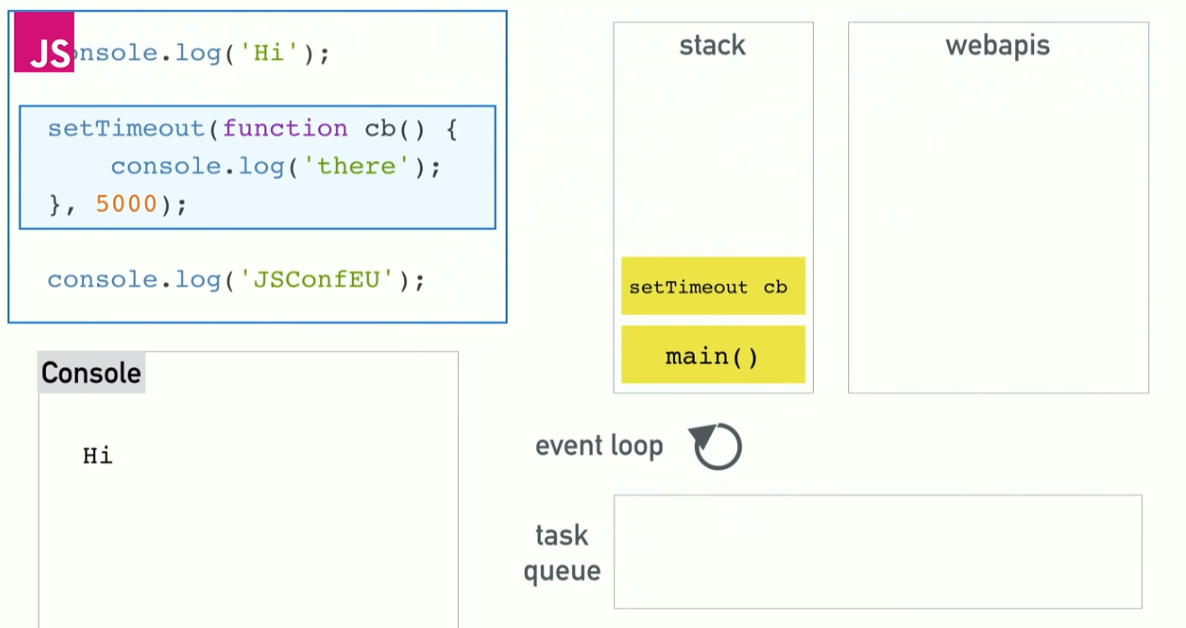 JS
onsole.log('Hi');
setTimeout(function cb() {
    console.log('there');
}, 5000);
console.log('JSConfEU');
Console
Hi
stack
setTimeout cb
main()
webapis
event loop
task
queue